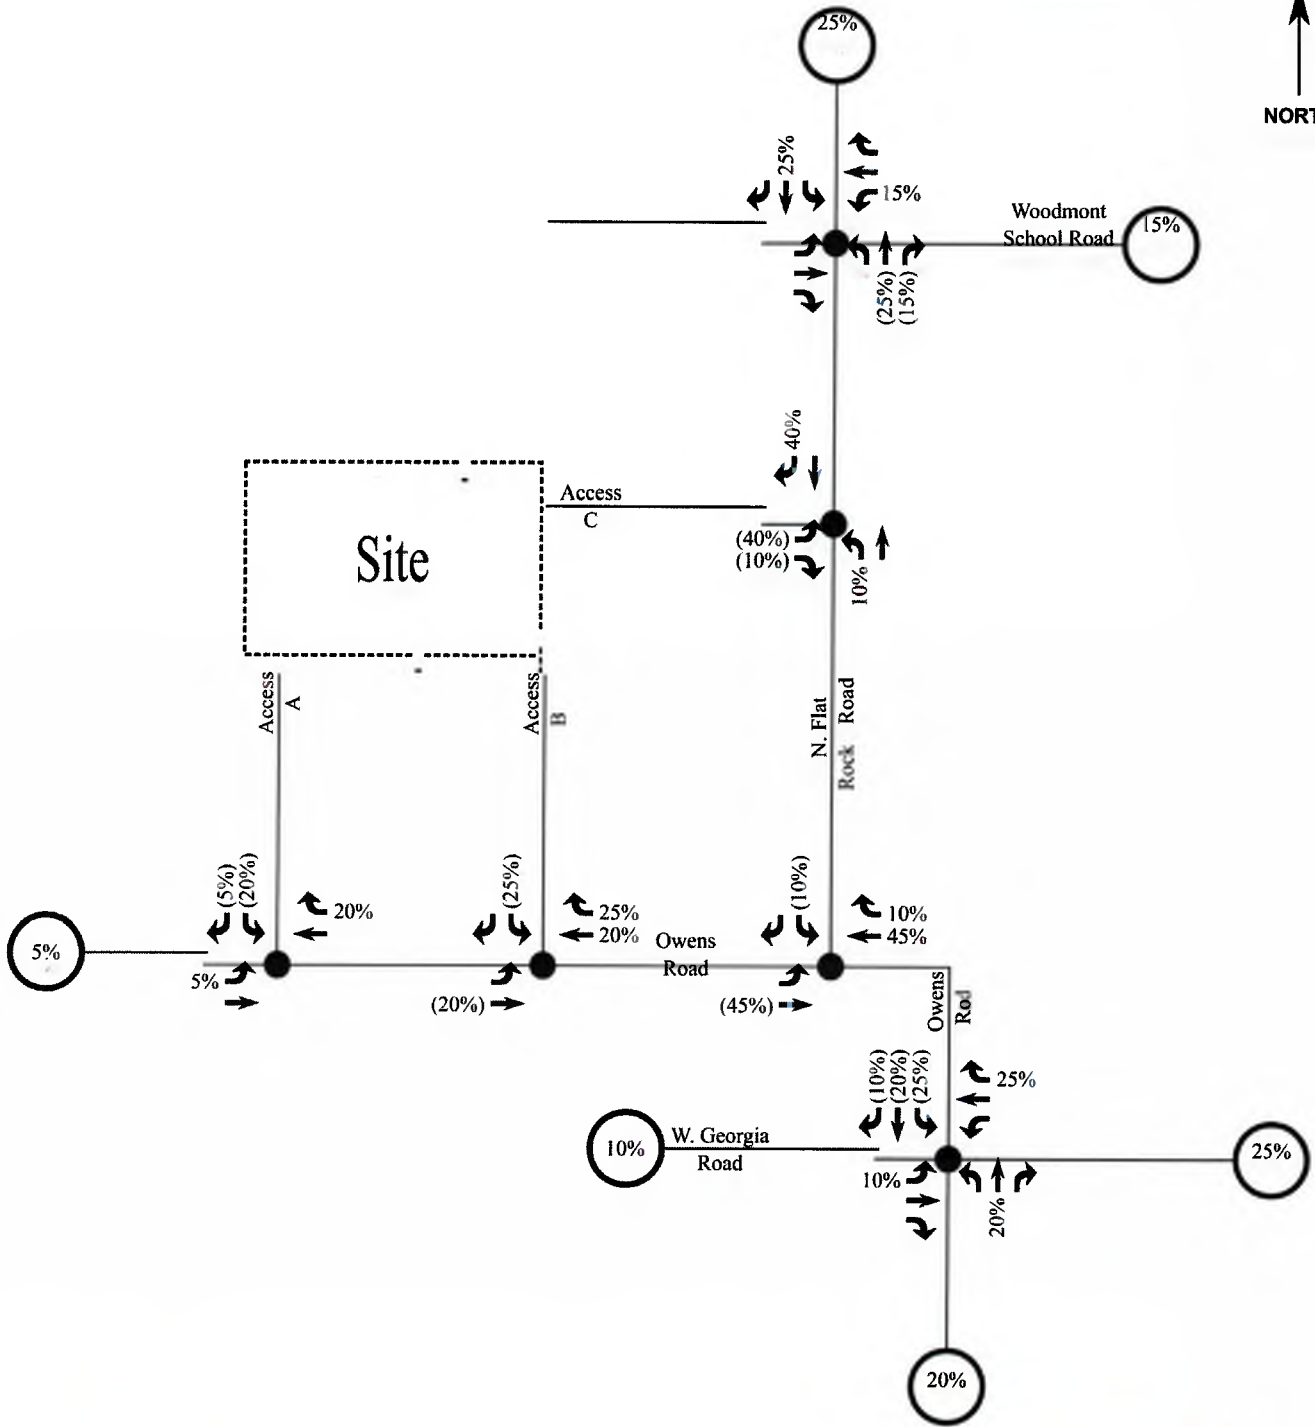 25%
NORT
25%
15%
Woodmont
School Road
15%
(25%)
(15%)
40%
Access
C
Site
(40%)
(10%)
10%
Access
A
Access
B
N. Flat
Road
Rock
(5%)
(20%)
20%
(25%)
25%
20%
(10%)
10%
45%
Owens
Road
5%
5%
(20%)
(45%)
Owens
Rod
(10%)
(20%)
(25%)
25%
10%
W. Georgia
Road
10%
20%
25%
20%